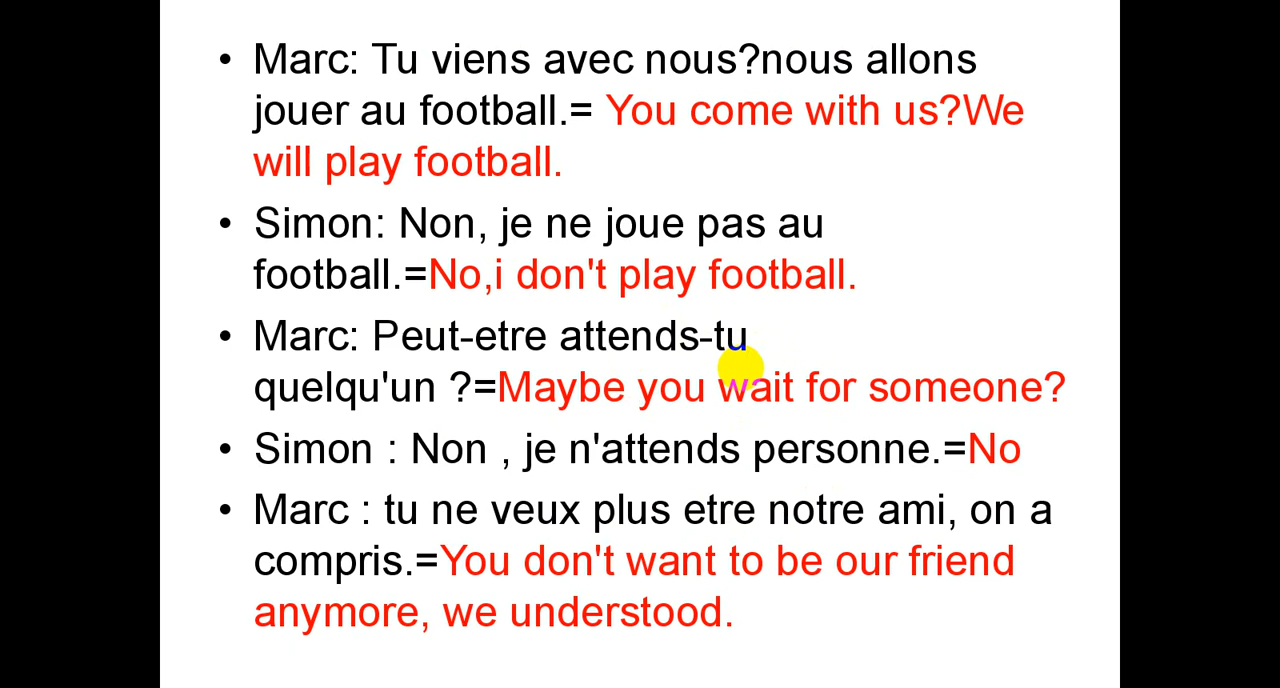 • Marc: Tu viens avec nous?nous allons
jouer au football.= You come with us?We
will play football.
• Simon: Non, je ne joue pas au
football.=No,i don't play football.
• Marc: Peut-etre attends-tu
quelqu'un ?=Maybe you wait for someone?
• Simon : Non , je n'attends personne.=No
• Marc : tu ne veux plus etre notre ami, on a
compris.=You don't want to be our friend
anymore, we understood.